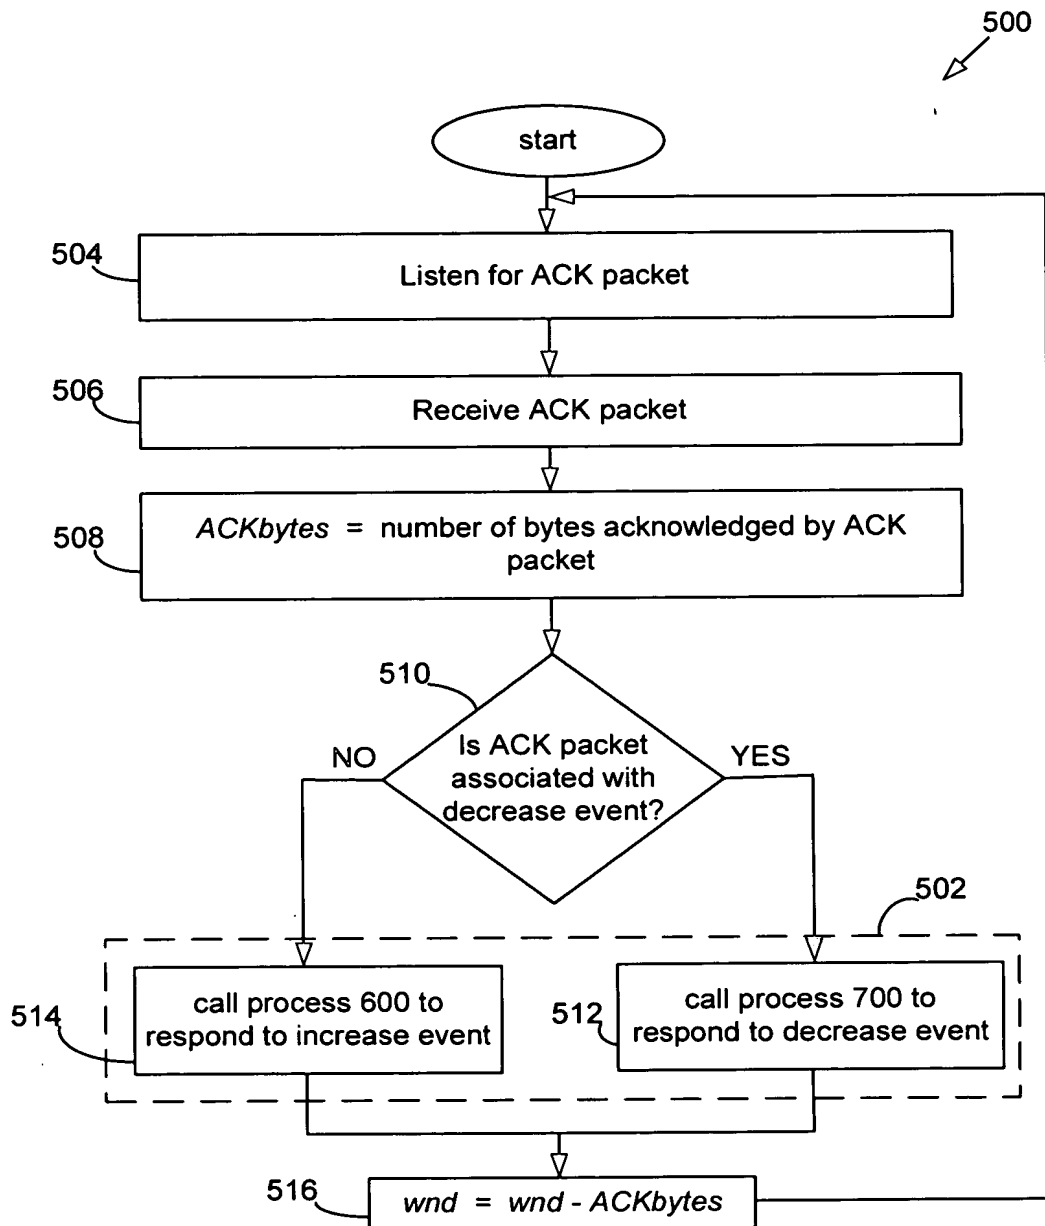 500
start
504
Listen for ACK packet
506
Receive ACK packet
508
ACKbytes = number of bytes acknowledged by ACK
packet
510
NO
Is ACK packet
associated with
decrease event?
YES
502
514
call process 600 to
respond to increase event
512
call process 700 to
respond to decrease event
516
wnd = wnd - ACKbytes